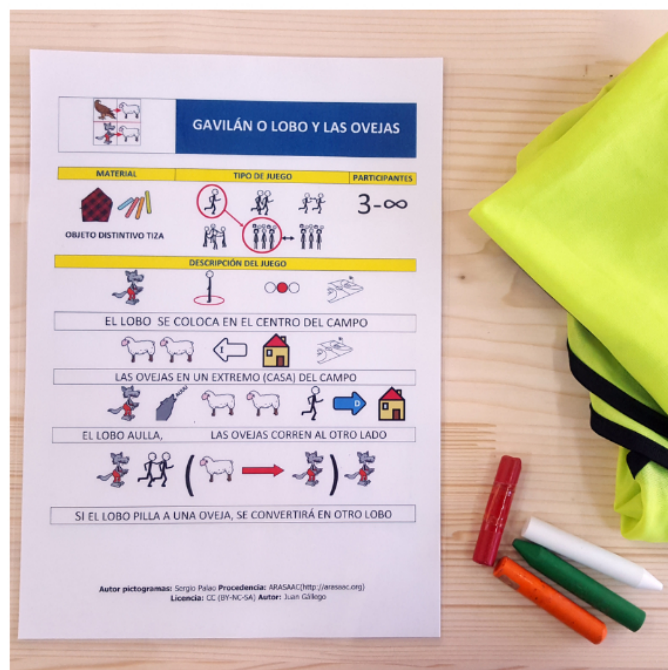 GAVILÁN O LOBO Y LAS OVEJAS
MATERIAL TIPO DE JUEGO PARTICIPANTES
3-∞
OBJETO DISTINTIVO TIZA
DESCRIPCIÓN DEL JUEGO
EL LOBO SE COLOCA EN EL CENTRO DEL CAMPO
I
LAS OVEJAS EN UN EXTREMO (CASA) DEL CAMPO
D
EL LOBO AULLA, LAS OVEJAS CORREN AL OTRO LADO
( )
SI EL LOBO PILLA A UNA OVEJA, SE CONVERTIRÁ EN OTRO LOBO
Autor pictogramas: Sergio Palao Procedencia: ARASAAC(http://arasaac.org)
Licencia: CC (BY-NC-SA) Autor: Juan Gállego